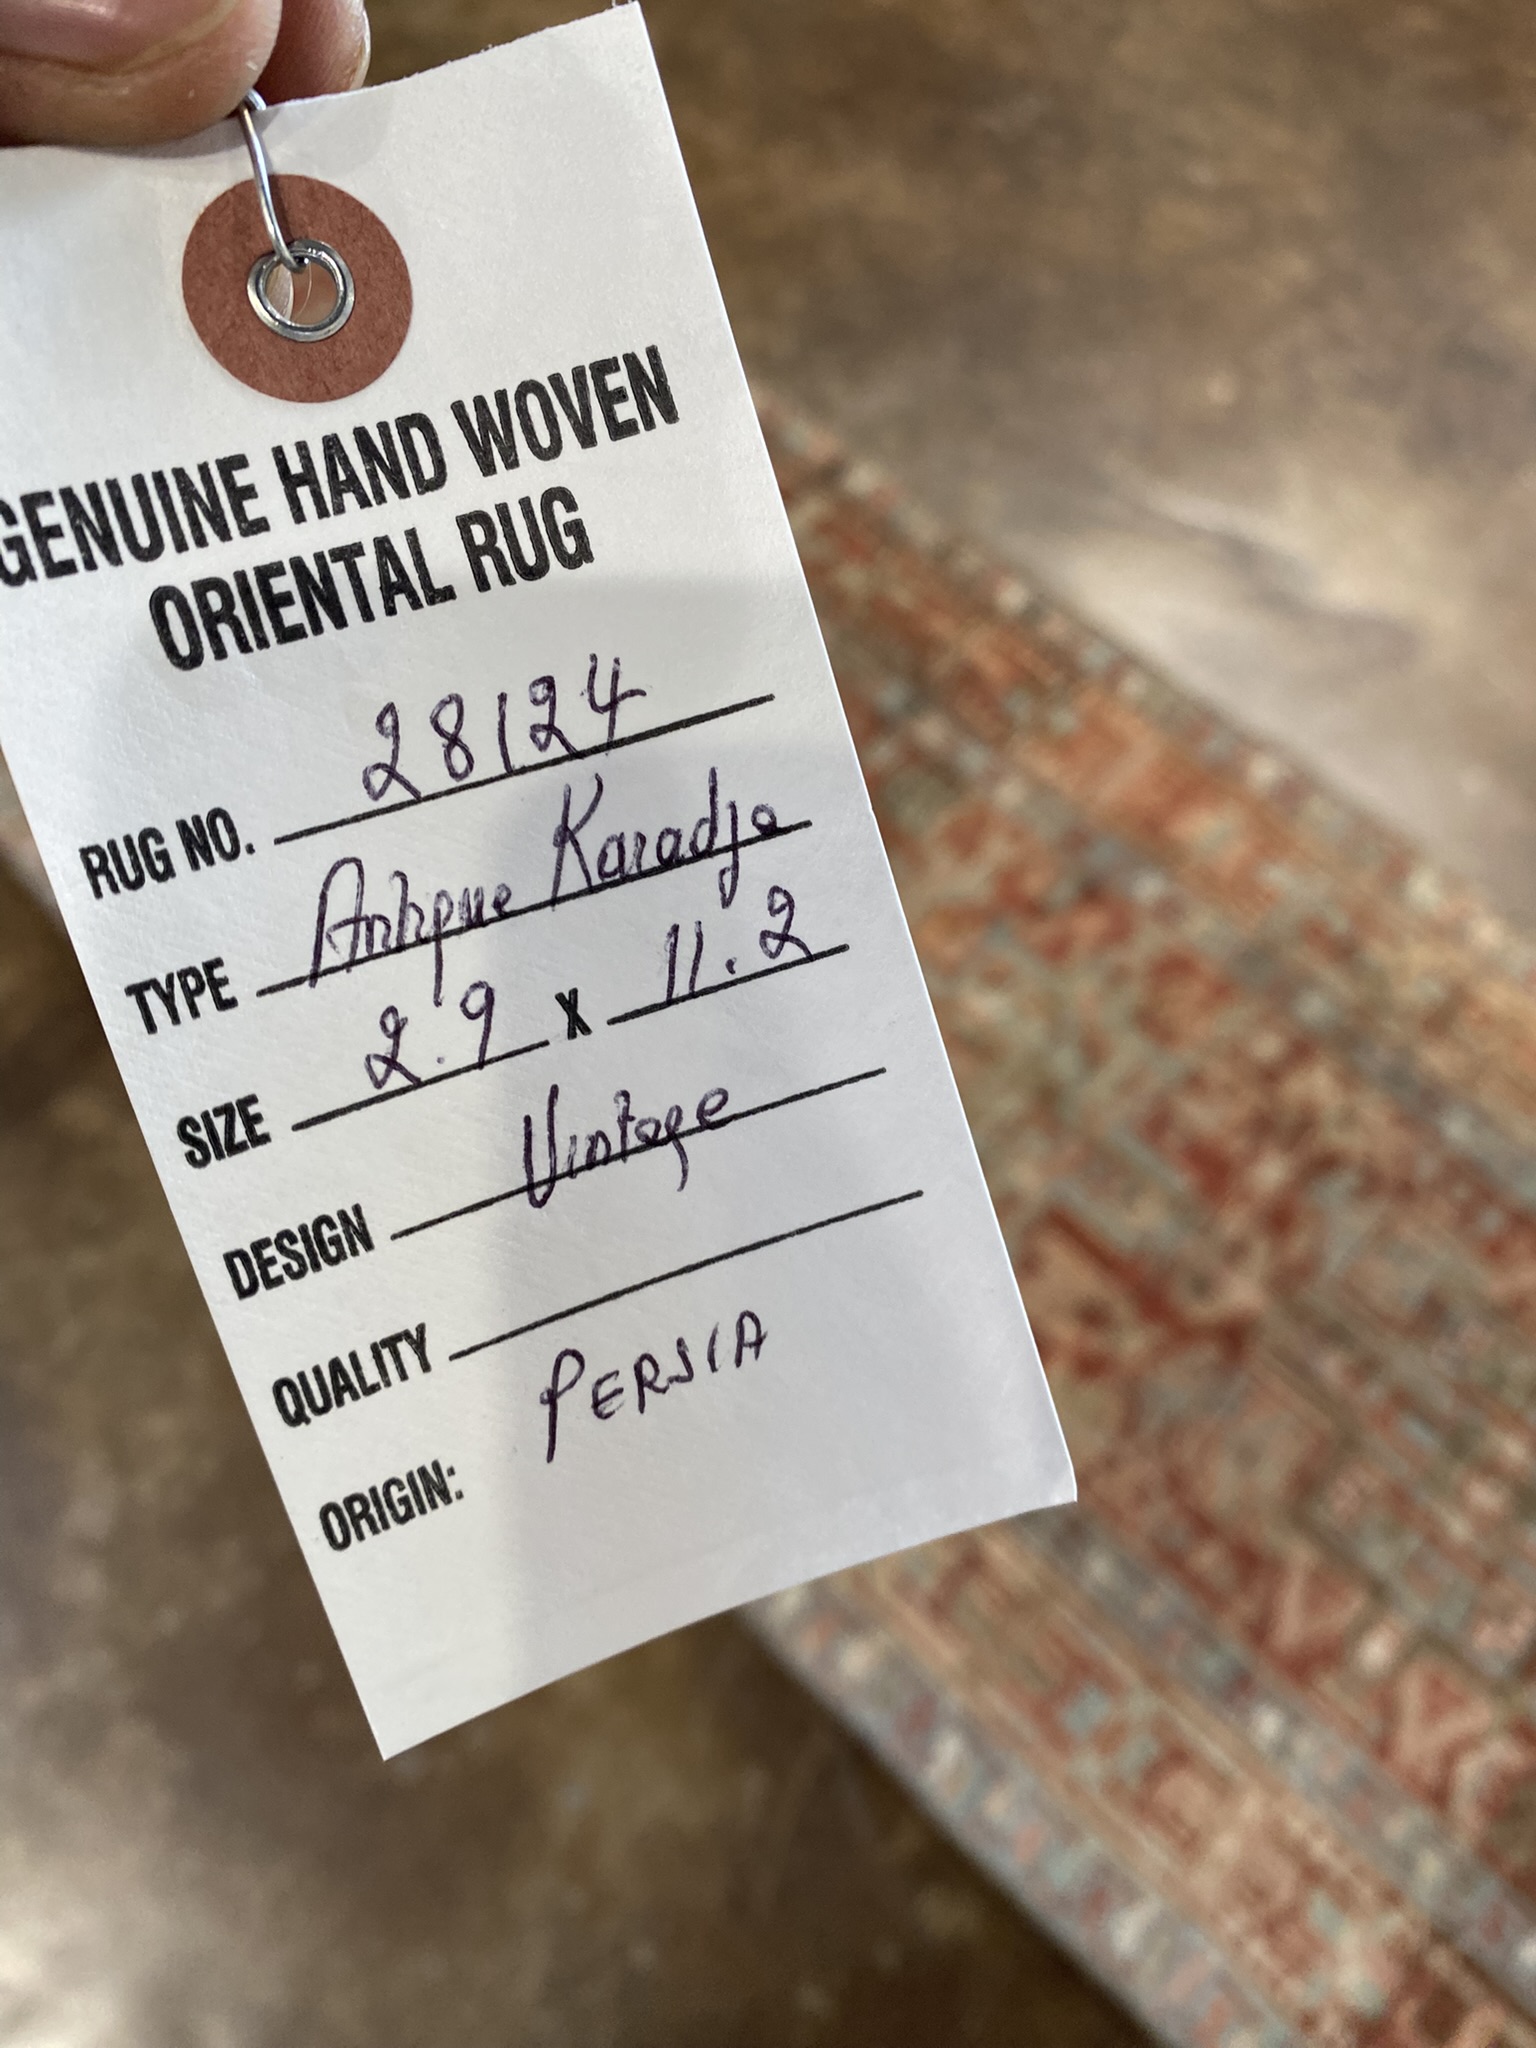 GENUINE HAND WOVEN
ORIENTAL RUG
RUG NO. 28124
TYPE Antique Karadja
SIZE 2.9 X 11.2
DESIGN Vintage
QUALITY
ORIGIN: PERSIA